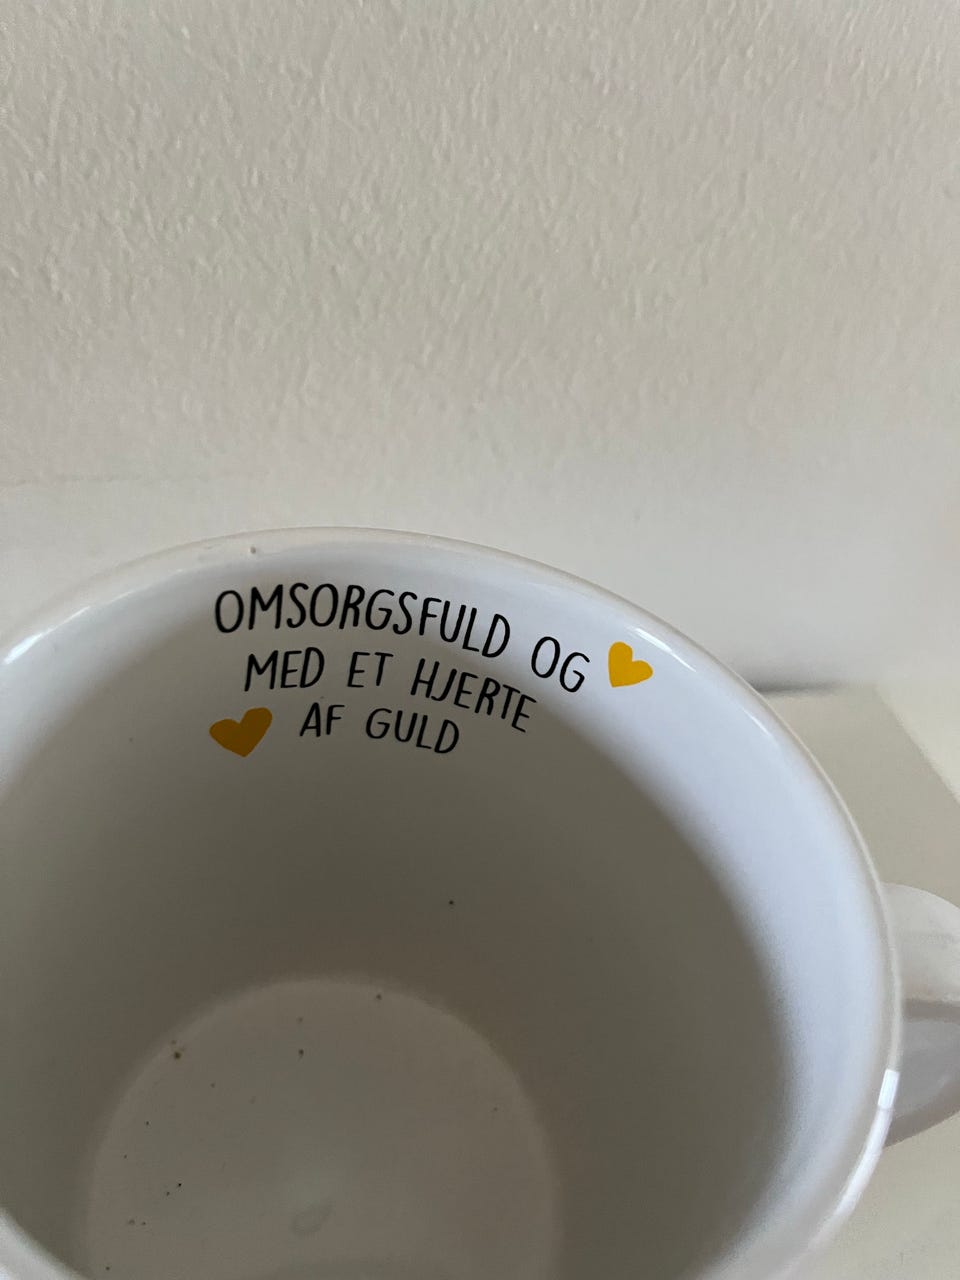 OMSORGSFULD OG
MED ET HJERTE
AF GULD